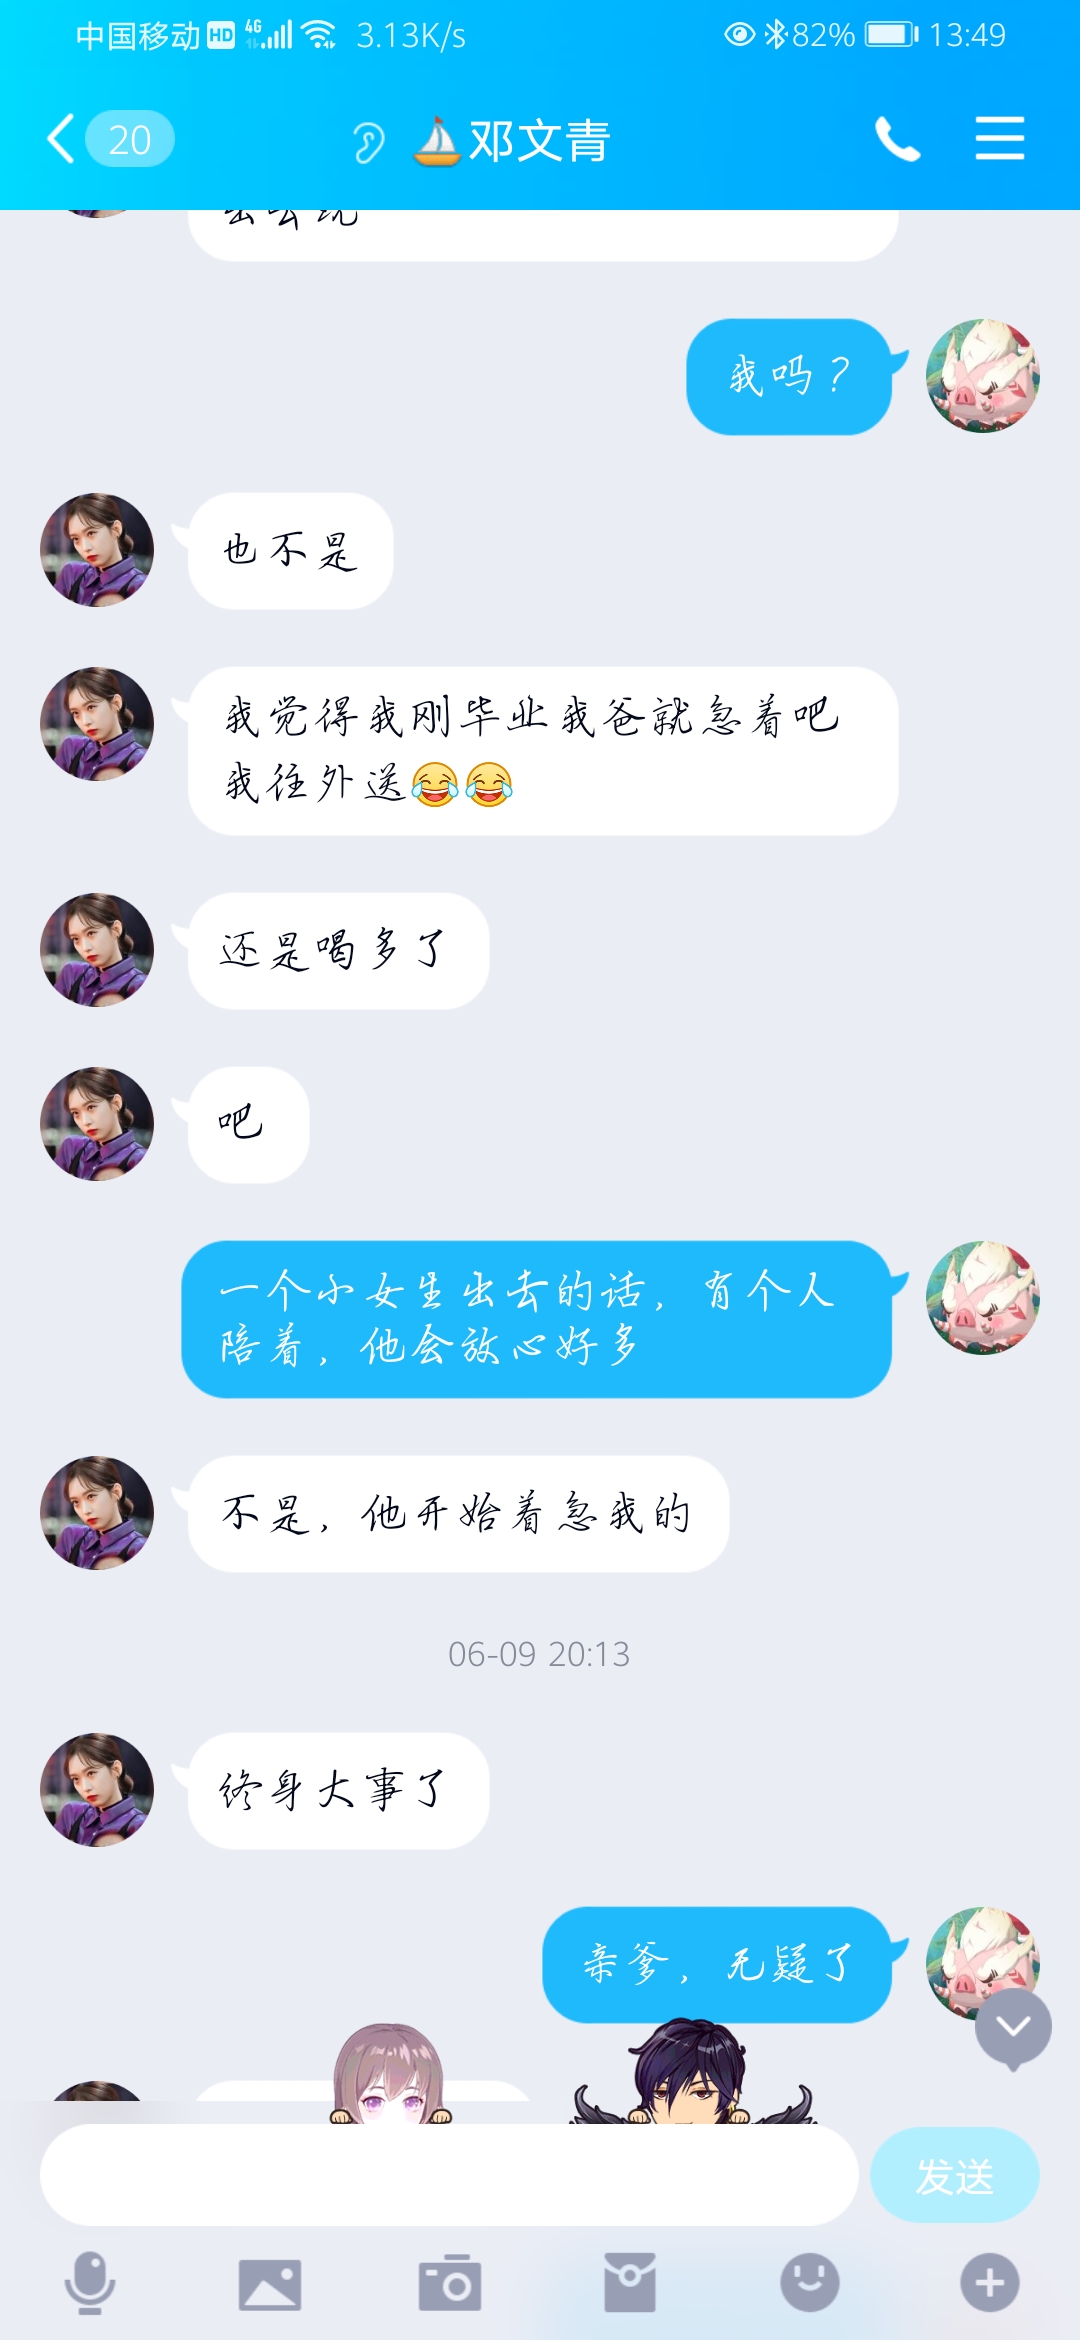 中国移动 HD 4G 3.13K/s 82% 13:49
20 邓文青
出去玩
我吗？
也不是
我觉得我刚毕业我爸就急着吧
我往外送😂😂
还是喝多了
吧
一个小女生出去的话，有个人
陪着，他会放心好多
不是，他开始着急我的
06-09 20:13
终身大事了
亲爹，无疑了
发送